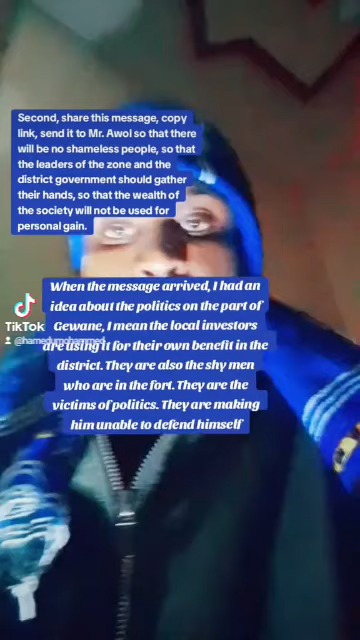 Second, share this message, copy
link, send it to Mr. Awol so that there
will be no shameless people, so that
the leaders of the zone and the
district government should gather
their hands, so that the wealth of
the society will not be used for
personal gain.
When the message arrived, I had an
idea about the politics on the part of
Gewane, I mean the local investors
are using it for their own benefit in the
district. They are also the shy men
who are in the fort. They are the
victims of politics. They are making
him unable to defend himself
TikTok